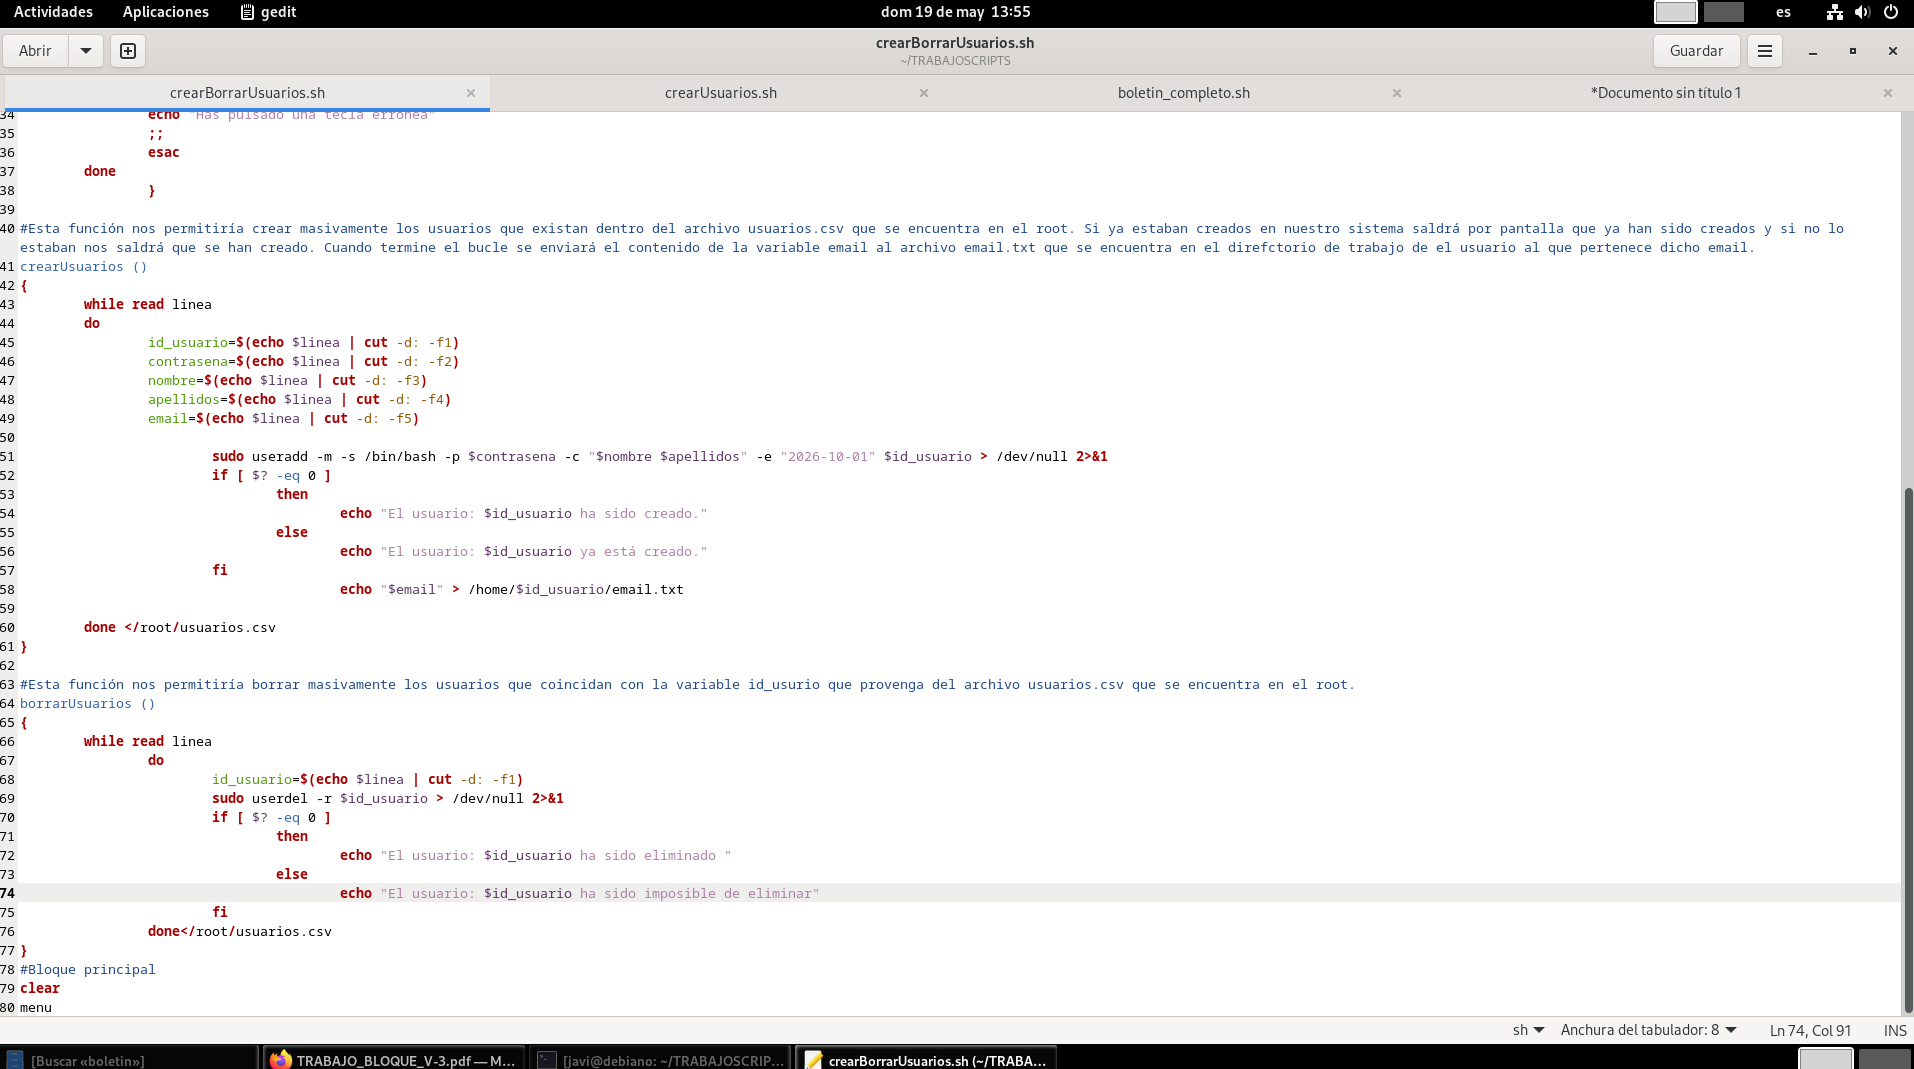 Actividades Aplicaciones gedit dom 19 de may 13:55 es
Abrir crearBorrarUsuarios.sh Guardar
~/TRABAJOSCRIPTS
crearBorrarUsuarios.sh × crearUsuarios.sh × boletin_completo.sh × *Documento sin título 1 ×
34 echo "Has pulsado una tecla erronea"
35 ;;
36 esac
37 done
38 }
39
40 #Esta función nos permitiría crear masivamente los usuarios que existan dentro del archivo usuarios.csv que se encuentra en el root. Si ya estaban creados en nuestro sistema saldrá por pantalla que ya han sido creados y si no lo
estaban nos saldrá que se han creado. Cuando termine el bucle se enviará el contenido de la variable email al archivo email.txt que se encuentra en el direfctorio de trabajo de el usuario al que pertenece dicho email.
41 crearUsuarios ()
42 {
43 while read linea
44 do
45 id_usuario=$(echo $linea | cut -d: -f1)
46 contrasena=$(echo $linea | cut -d: -f2)
47 nombre=$(echo $linea | cut -d: -f3)
48 apellidos=$(echo $linea | cut -d: -f4)
49 email=$(echo $linea | cut -d: -f5)
50
51 sudo useradd -m -s /bin/bash -p $contrasena -c "$nombre $apellidos" -e "2026-10-01" $id_usuario > /dev/null 2>&1
52 if [ $? -eq 0 ]
53 then
54 echo "El usuario: $id_usuario ha sido creado."
55 else
56 echo "El usuario: $id_usuario ya está creado."
57 fi
58 echo "$email" > /home/$id_usuario/email.txt
59
60 done </root/usuarios.csv
61 }
62
63 #Esta función nos permitiría borrar masivamente los usuarios que coincidan con la variable id_usurio que provenga del archivo usuarios.csv que se encuentra en el root.
64 borrarUsuarios ()
65 {
66 while read linea
67 do
68 id_usuario=$(echo $linea | cut -d: -f1)
69 sudo userdel -r $id_usuario > /dev/null 2>&1
70 if [ $? -eq 0 ]
71 then
72 echo "El usuario: $id_usuario ha sido eliminado "
73 else
74 echo "El usuario: $id_usuario ha sido imposible de eliminar"
75 fi
76 done</root/usuarios.csv
77 }
78 #Bloque principal
79 clear
80 menu
sh Anchura del tabulador: 8 Ln 74, Col 91 INS
[Buscar «boletin»] TRABAJO_BLOQUE_V-3.pdf — M... [javi@debiano: ~/TRABAJOSCRIP... crearBorrarUsuarios.sh (~/TRABA...